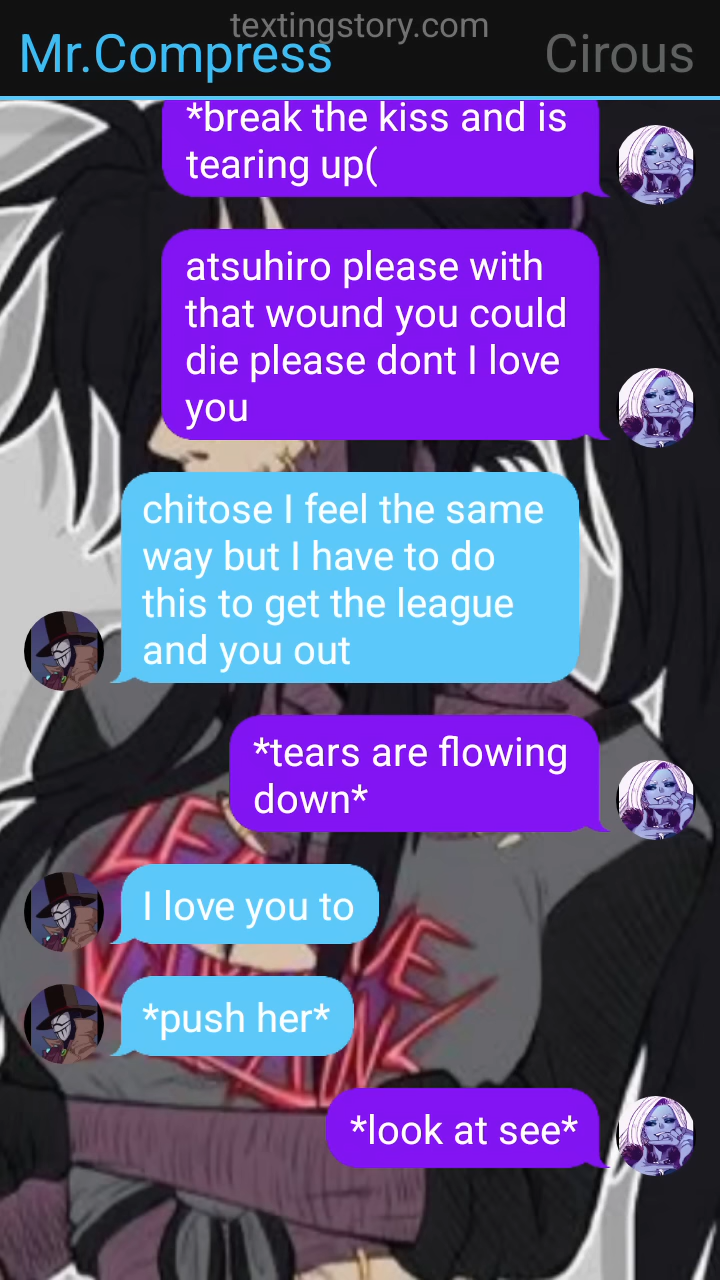 textingstory.com
Mr.Compress
Cirous
*break the kiss and is
tearing up(
atsuhiro please with
that wound you could
die please dont I love
you
chitose I feel the same
way but I have to do
this to get the league
and you out
*tears are flowing
down*
I love you to
*push her*
*look at see*